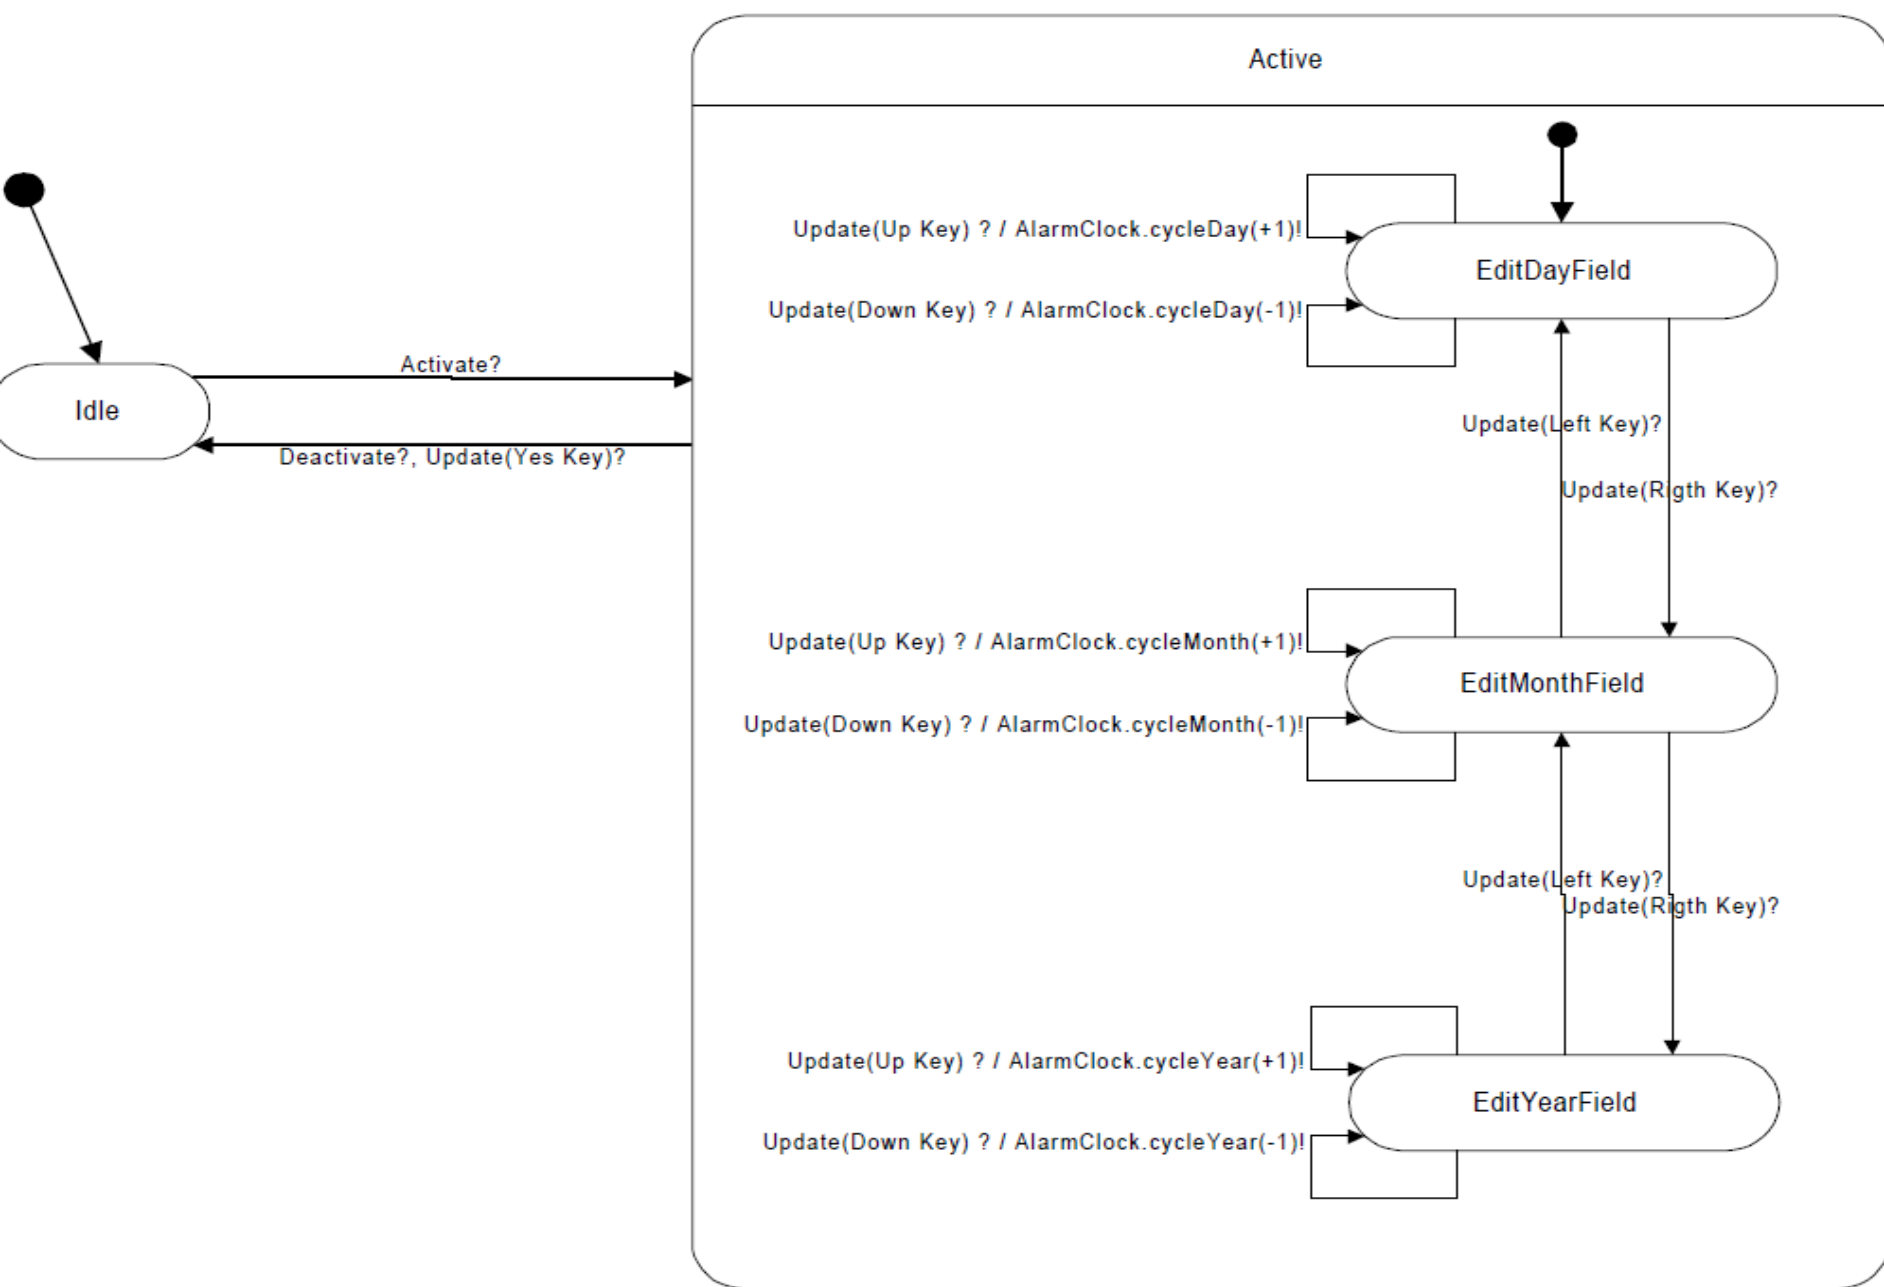 Active
Update(Up Key) ? / AlarmClock.cycleDay(+1)!
EditDayField
Update(Down Key) ? / AlarmClock.cycleDay(-1)!
Activate?
Idle
Deactivate?, Update(Yes Key)?
Update(Left Key)?
Update(Rigth Key)?
Update(Up Key) ? / AlarmClock.cycleMonth(+1)!
EditMonthField
Update(Down Key) ? / AlarmClock.cycleMonth(-1)!
Update(Left Key)?
Update(Rigth Key)?
Update(Up Key) ? / AlarmClock.cycleYear(+1)!
EditYearField
Update(Down Key) ? / AlarmClock.cycleYear(-1)!